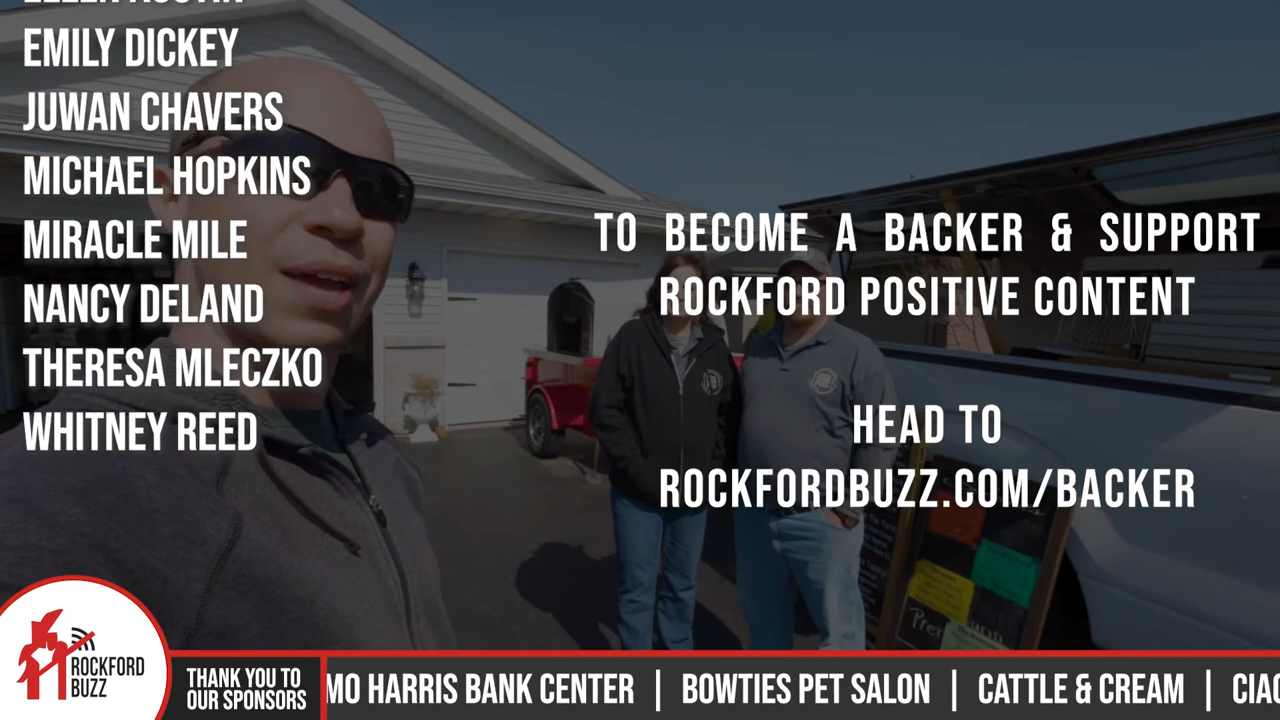 EMILY DICKEY
JUWAN CHAVERS
MICHAEL HOPKINS
MIRACLE MILE
NANCY DELAND
THERESA MLECZKO
WHITNEY REED
TO BECOME A BACKER & SUPPORT
ROCKFORD POSITIVE CONTENT
HEAD TO
ROCKFORDBUZZ.COM/BACKER
ROCKFORD
BUZZ
THANK YOU TO
OUR SPONSORS
MO HARRIS BANK CENTER | BOWTIES PET SALON | CATTLE & CREAM |